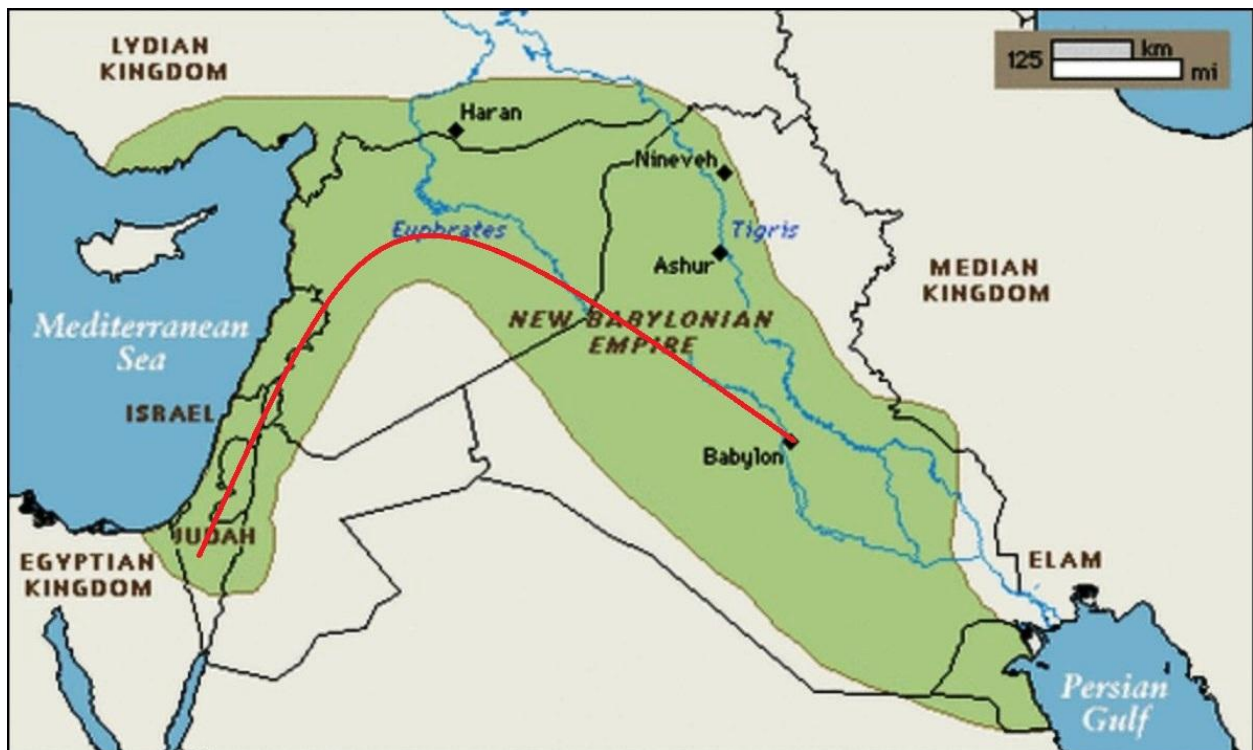 LYDIAN
KINGDOM
125
km
mi
Haran
Nineveh
Euphrates
Tigris
Ashur
MEDIAN
KINGDOM
Mediterranean
Sea
NEW BABYLONIAN
EMPIRE
ISRAEL
Babylon
JUDAH
EGYPTIAN
KINGDOM
ELAM
Persian
Gulf